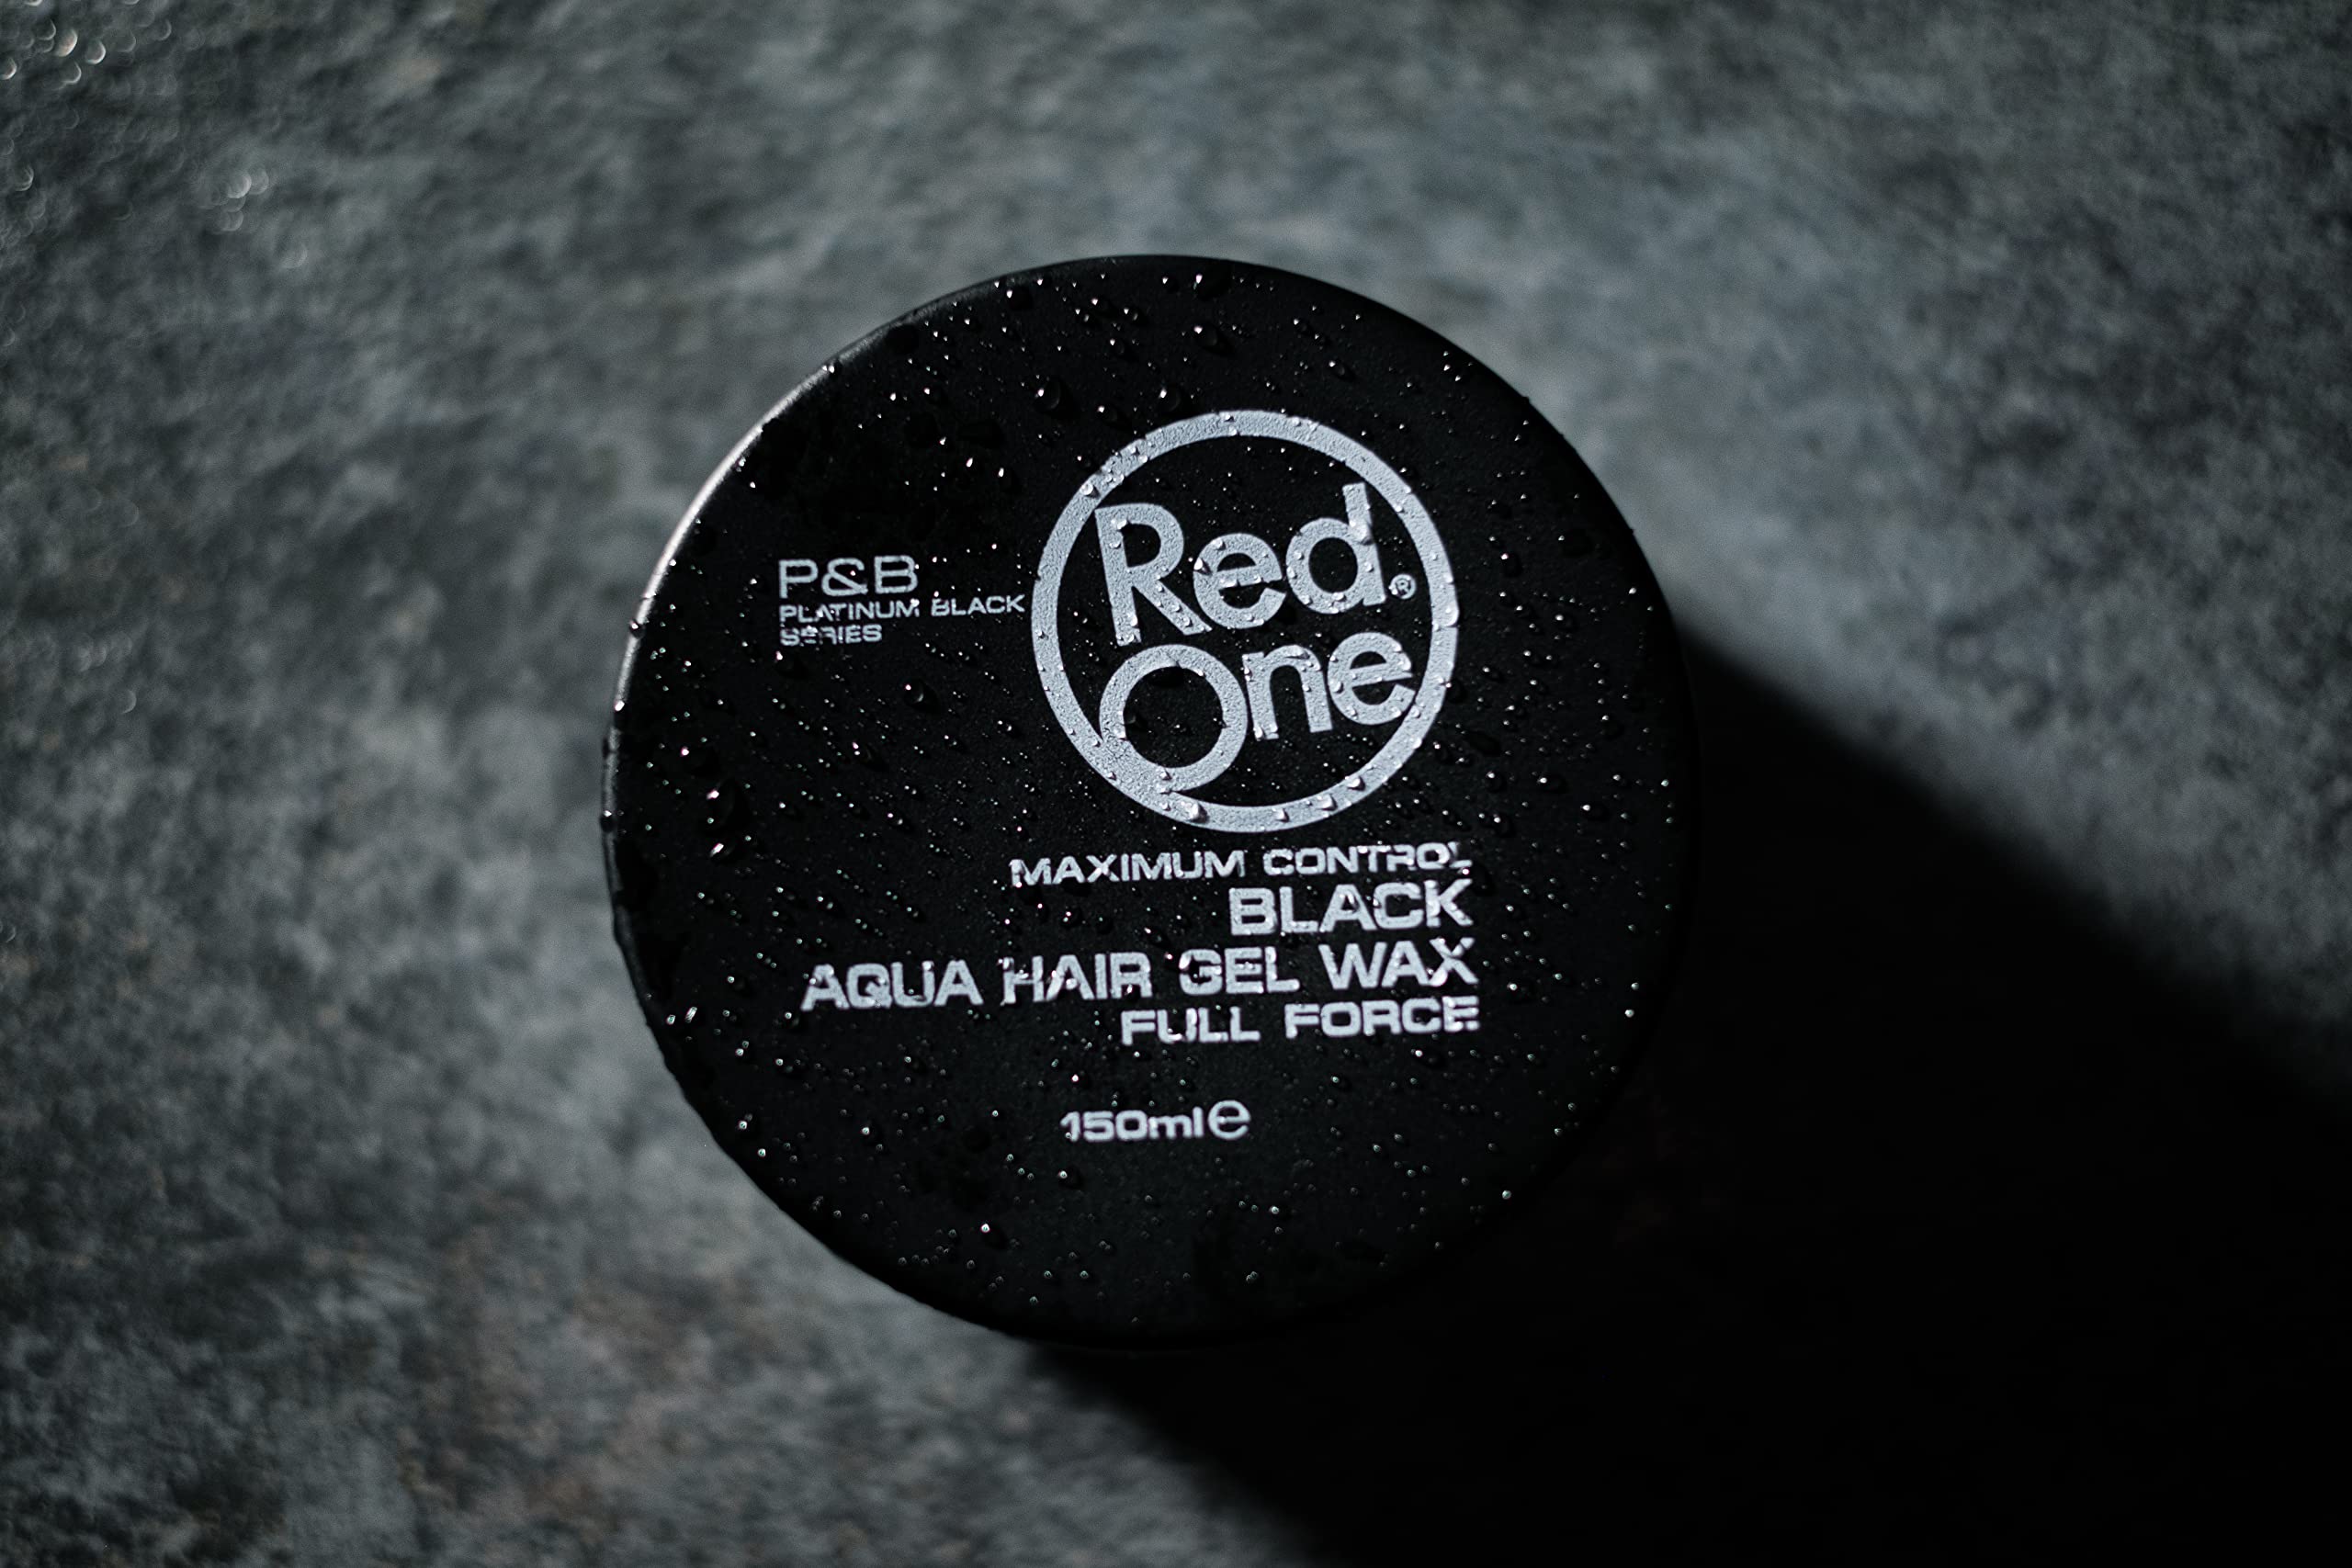 Red.®
One
P&B
PLATINUM BLACK
SERIES
MAXIMUM CONTROL
BLACK
AQUA HAIR GEL WAX
FULL FORCE
150ml℮